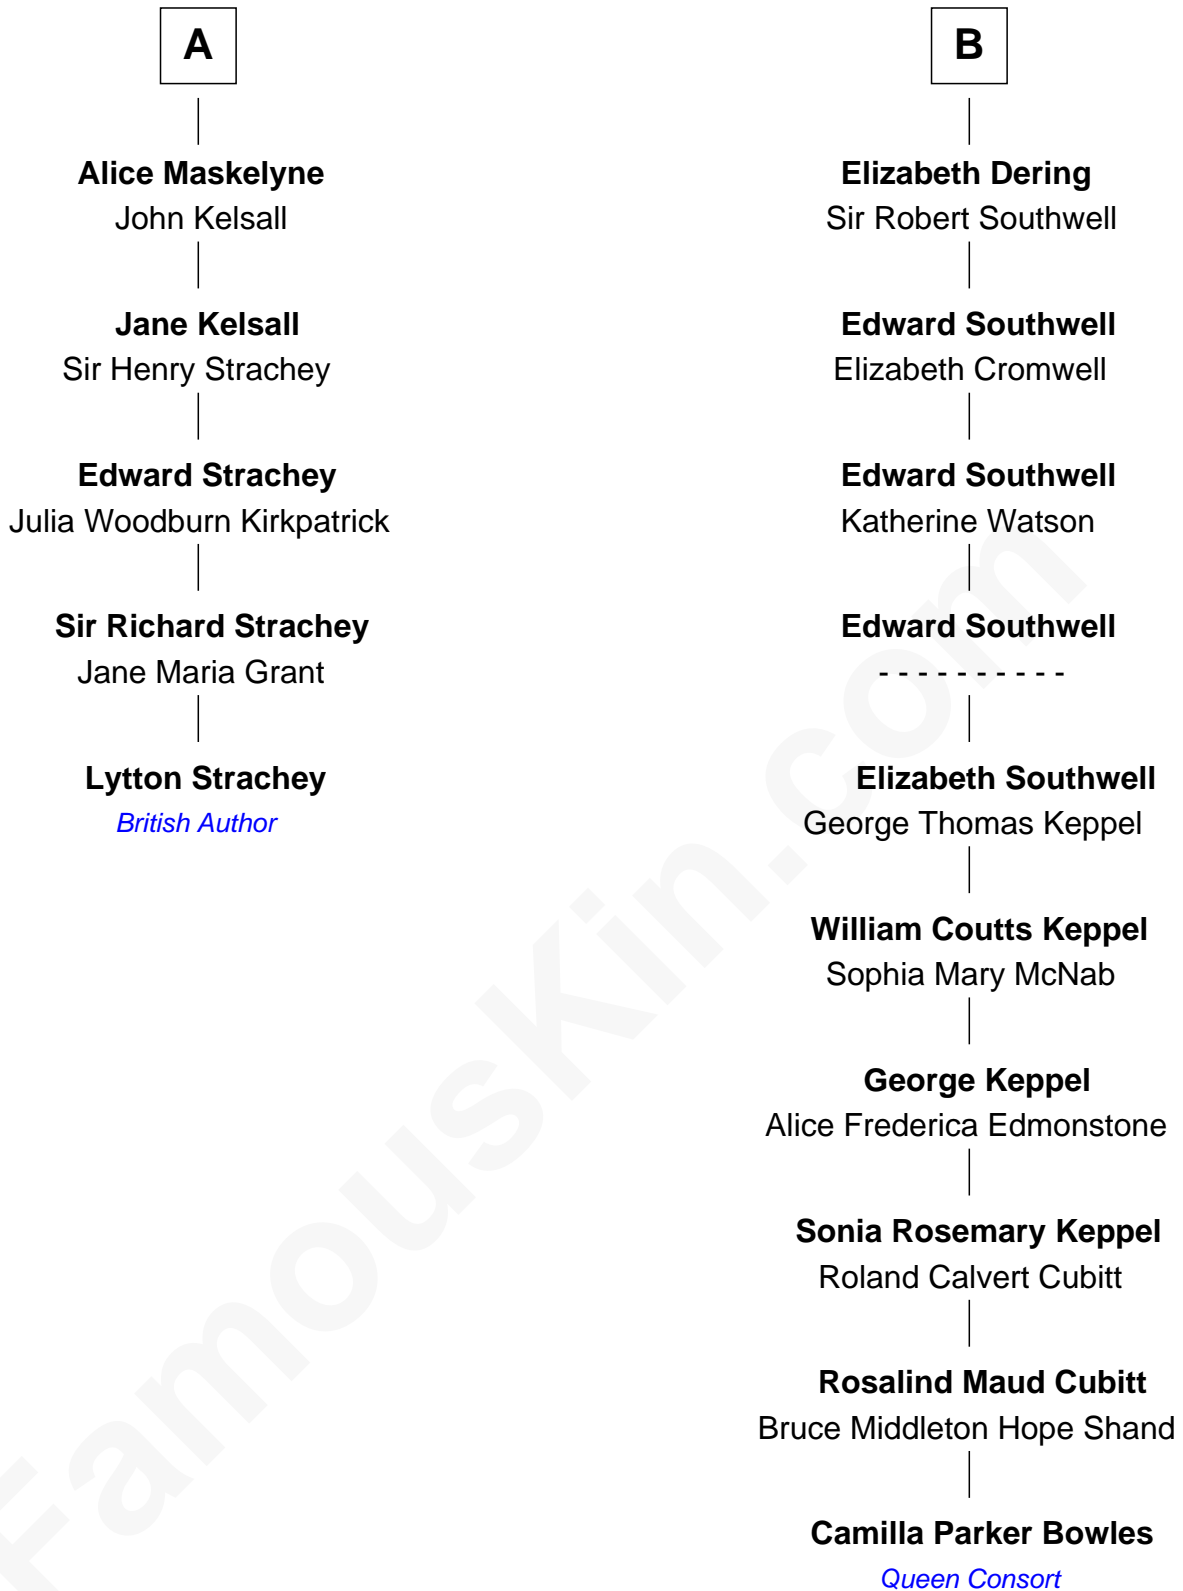 A
Alice Maskelyne
John Kelsall
Jane Kelsall
Sir Henry Strachey
Edward Strachey
Julia Woodburn Kirkpatrick
Sir Richard Strachey
Jane Maria Grant
Lytton Strachey
British Author
B
Elizabeth Dering
Sir Robert Southwell
Edward Southwell
Elizabeth Cromwell
Edward Southwell
Katherine Watson
Edward Southwell
- - - - - - - - - -
Elizabeth Southwell
George Thomas Keppel
William Coutts Keppel
Sophia Mary McNab
George Keppel
Alice Frederica Edmonstone
Sonia Rosemary Keppel
Roland Calvert Cubitt
Rosalind Maud Cubitt
Bruce Middleton Hope Shand
Camilla Parker Bowles
Queen Consort
FamousKin.com